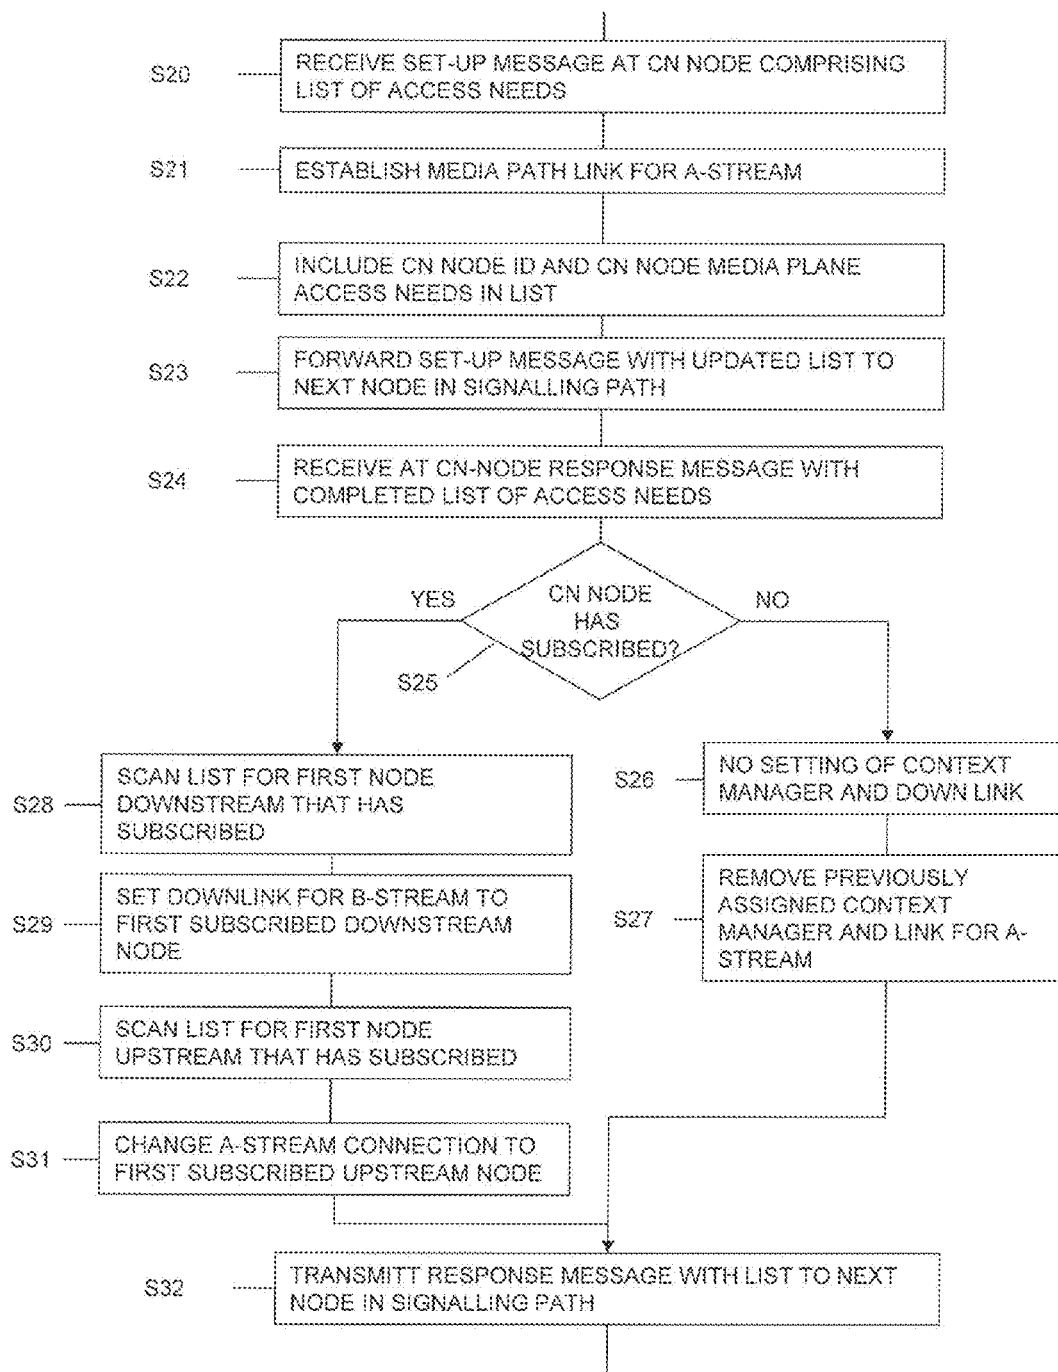 S20
RECEIVE SET-UP MESSAGE AT CN NODE COMPRISING
LIST OF ACCESS NEEDS
S21
ESTABLISH MEDIA PATH LINK FOR A-STREAM
S22
INCLUDE CN NODE ID AND CN NODE MEDIA PLANE
ACCESS NEEDS IN LIST
S23
FORWARD SET-UP MESSAGE WITH UPDATED LIST TO
NEXT NODE IN SIGNALLING PATH
S24
RECEIVE AT CN-NODE RESPONSE MESSAGE WITH
COMPLETED LIST OF ACCESS NEEDS
YES
CN NODE
HAS
SUBSCRIBED?
NO
S25
S28
SCAN LIST FOR FIRST NODE
DOWNSTREAM THAT HAS
SUBSCRIBED
S26
NO SETTING OF CONTEXT
MANAGER AND DOWN LINK
S29
SET DOWNLINK FOR B-STREAM TO
FIRST SUBSCRIBED DOWNSTREAM
NODE
S27
REMOVE PREVIOUSLY
ASSIGNED CONTEXT
MANAGER AND LINK FOR A-
STREAM
S30
SCAN LIST FOR FIRST NODE
UPSTREAM THAT HAS SUBSCRIBED
S31
CHANGE A-STREAM CONNECTION TO
FIRST SUBSCRIBED UPSTREAM NODE
S32
TRANSMITT RESPONSE MESSAGE WITH LIST TO NEXT
NODE IN SIGNALLING PATH